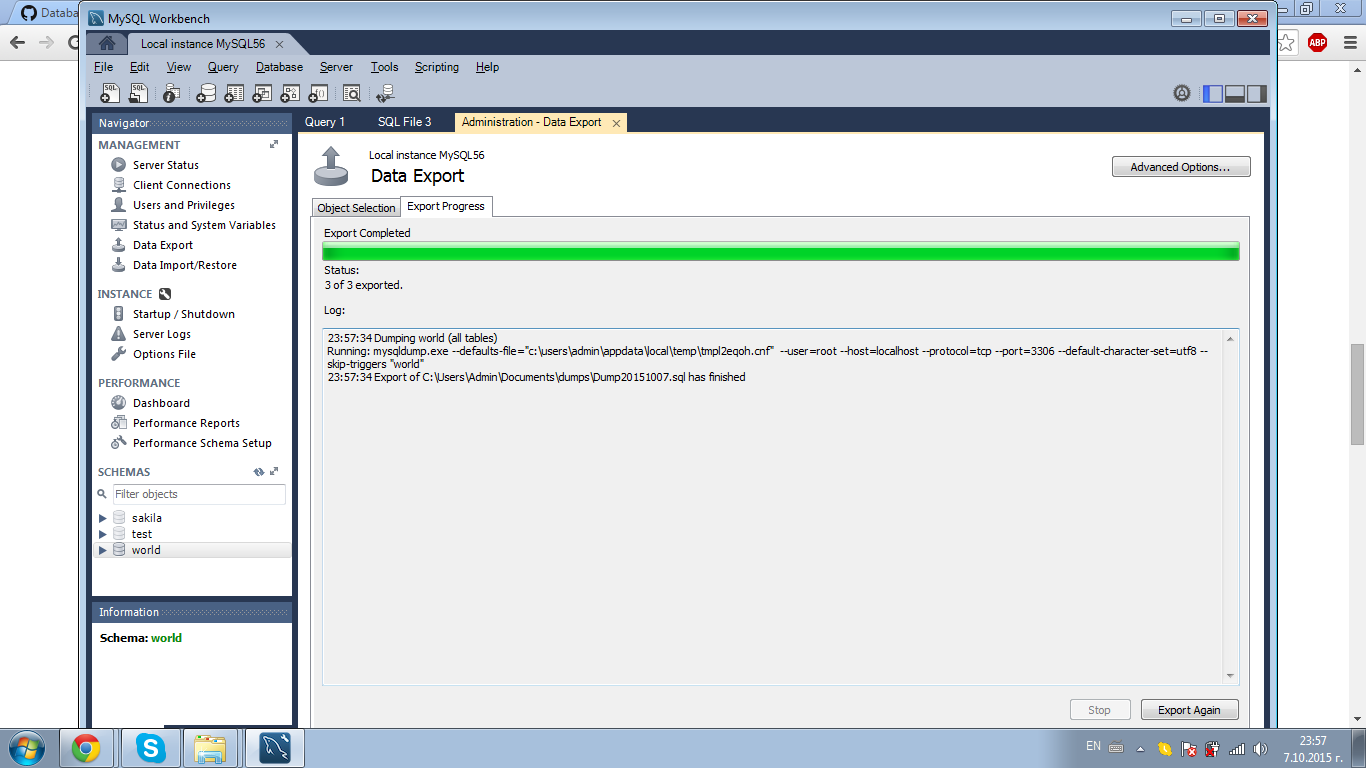 Databa
MySQL Workbench
ABP
Local instance MySQL56
File Edit View Query Database Server Tools Scripting Help
SQL SQL
Navigator
Query 1 SQL File 3 Administration - Data Export
MANAGEMENT
Server Status
Client Connections
Users and Privileges
Status and System Variables
Data Export
Data Import/Restore
INSTANCE
Startup / Shutdown
Server Logs
Options File
PERFORMANCE
Dashboard
Performance Reports
Performance Schema Setup
SCHEMAS
Filter objects
sakila
test
world
Information
Schema: world
Local instance MySQL56
Data Export
Advanced Options...
Object Selection Export Progress
Export Completed
Status:
3 of 3 exported.
Log:
23:57:34 Dumping world (all tables)
Running: mysqldump.exe --defaults-file="c:\users\admin\appdata\local\temp\tmpl2eqoh.cnf" --user=root --host=localhost --protocol=tcp --port=3306 --default-character-set=utf8 --
skip-triggers "world"
23:57:34 Export of C:\Users\Admin\Documents\dumps\Dump20151007.sql has finished
Stop Export Again
EN
23:57
7.10.2015 г.